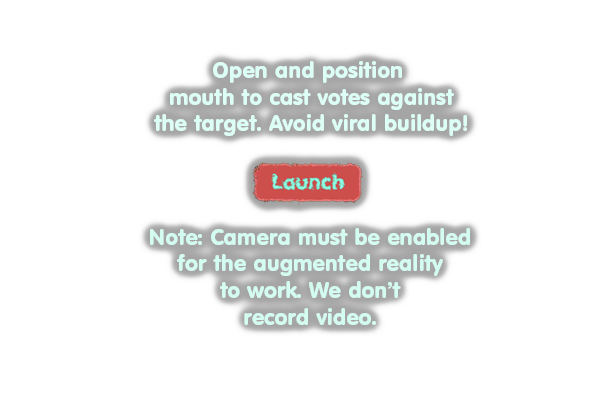 Open and position
mouth to cast votes against
the target. Avoid viral buildup!
Launch
Note: Camera must be enabled
for the augmented reality
to work. We don’t
record video.